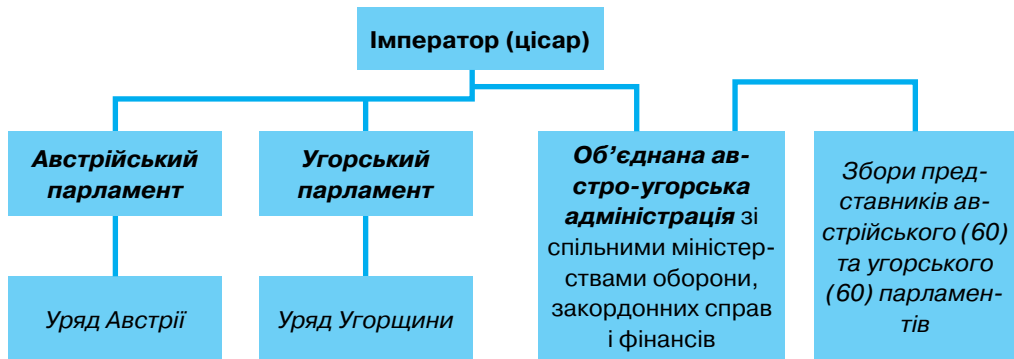 Імператор (цісар)
Австрійський
парламент
Угорський
парламент
Об’єднана ав-
стро-угорська
адміністрація зі
спільними міністер-
ствами оборони,
закордонних справ
і фінансів
Збори пред-
ставників ав-
стрійського (60)
та угорського
(60) парламен-
тів
Уряд Австрії
Уряд Угорщини